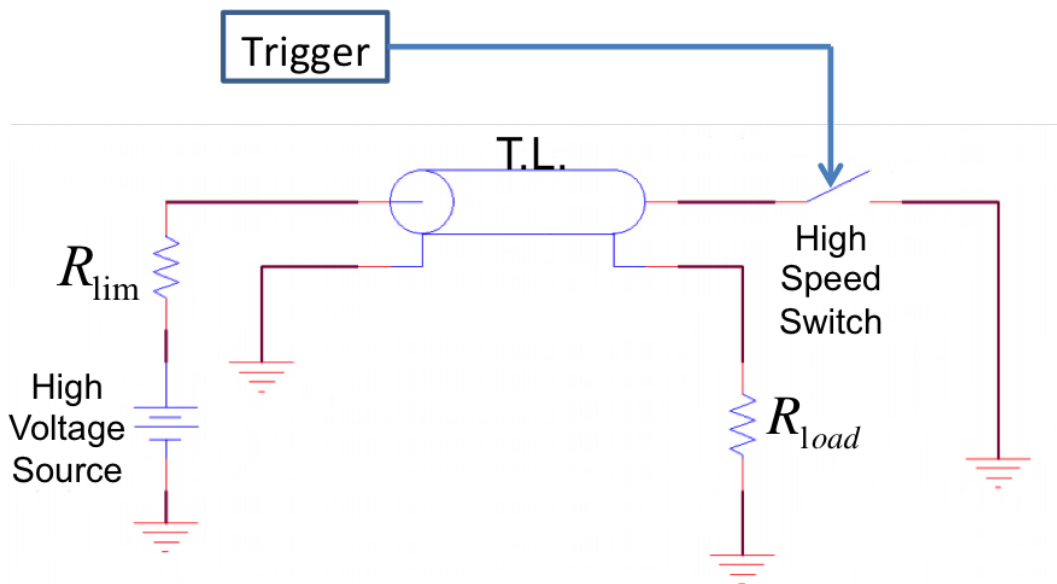 Trigger
T.L.
R_lim
High
Speed
Switch
High
Voltage
Source
R_load